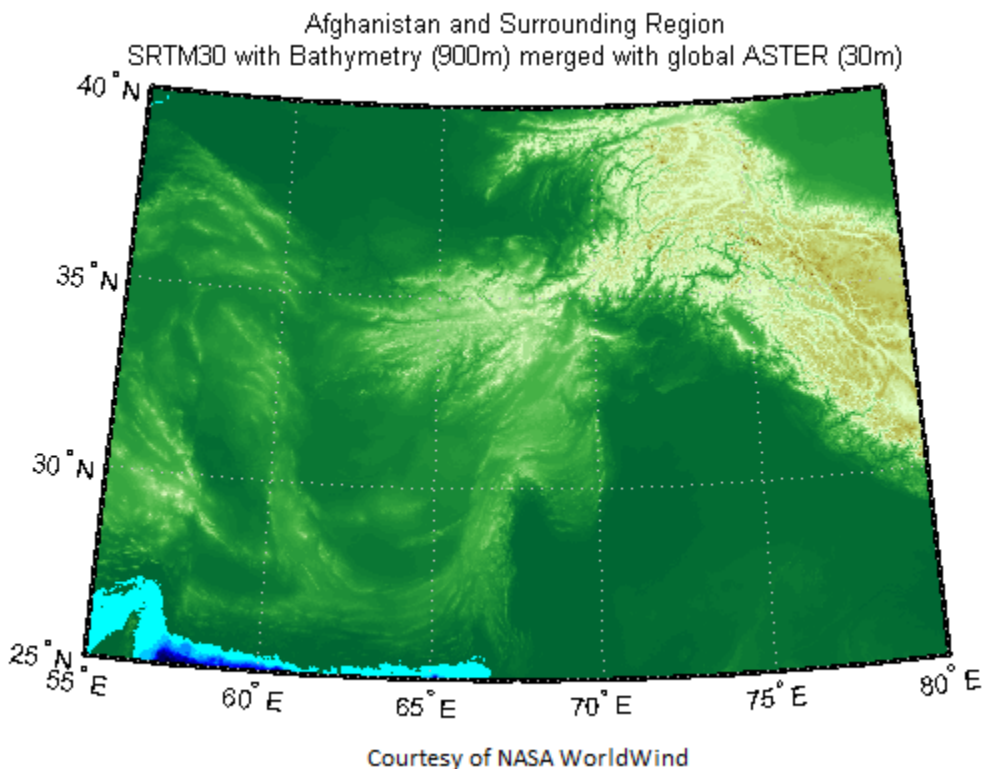 Afghanistan and Surrounding Region
SRTM30 with Bathymetry (900m) merged with global ASTER (30m)
40°N
35°N
30°N
25°N
55°E
60°E
65°E
70°E
75°E
80°E
Courtesy of NASA WorldWind